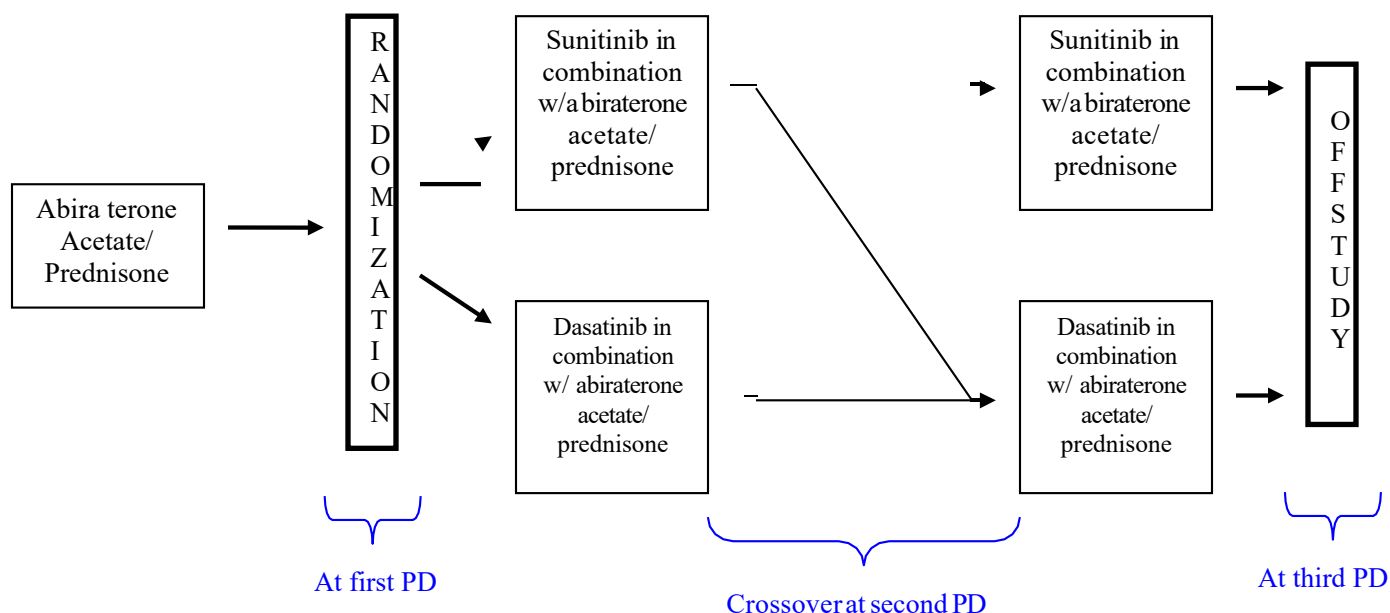 Abira terone
Acetate/
Prednisone
R
A
N
D
O
M
I
Z
A
T
I
O
N
Sunitinib in
combination
w/a biraterone
acetate/
prednisone
Dasatinib in
combination
w/ abiraterone
acetate/
prednisone
Sunitinib in
combination
w/a biraterone
acetate/
prednisone
Dasatinib in
combination
w/ abiraterone
acetate/
prednisone
O
F
F
S
T
U
D
Y
At first PD
Crossover at second PD
At third PD